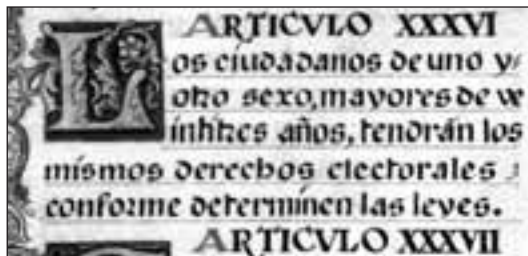 ARTICVLO XXXVI
Los ciudadanos de uno y
otro sexo, mayores de ve
intitres años, tendrán los
mismos derechos electorales
conforme determinen las leyes.
ARTICVLO XXXVII